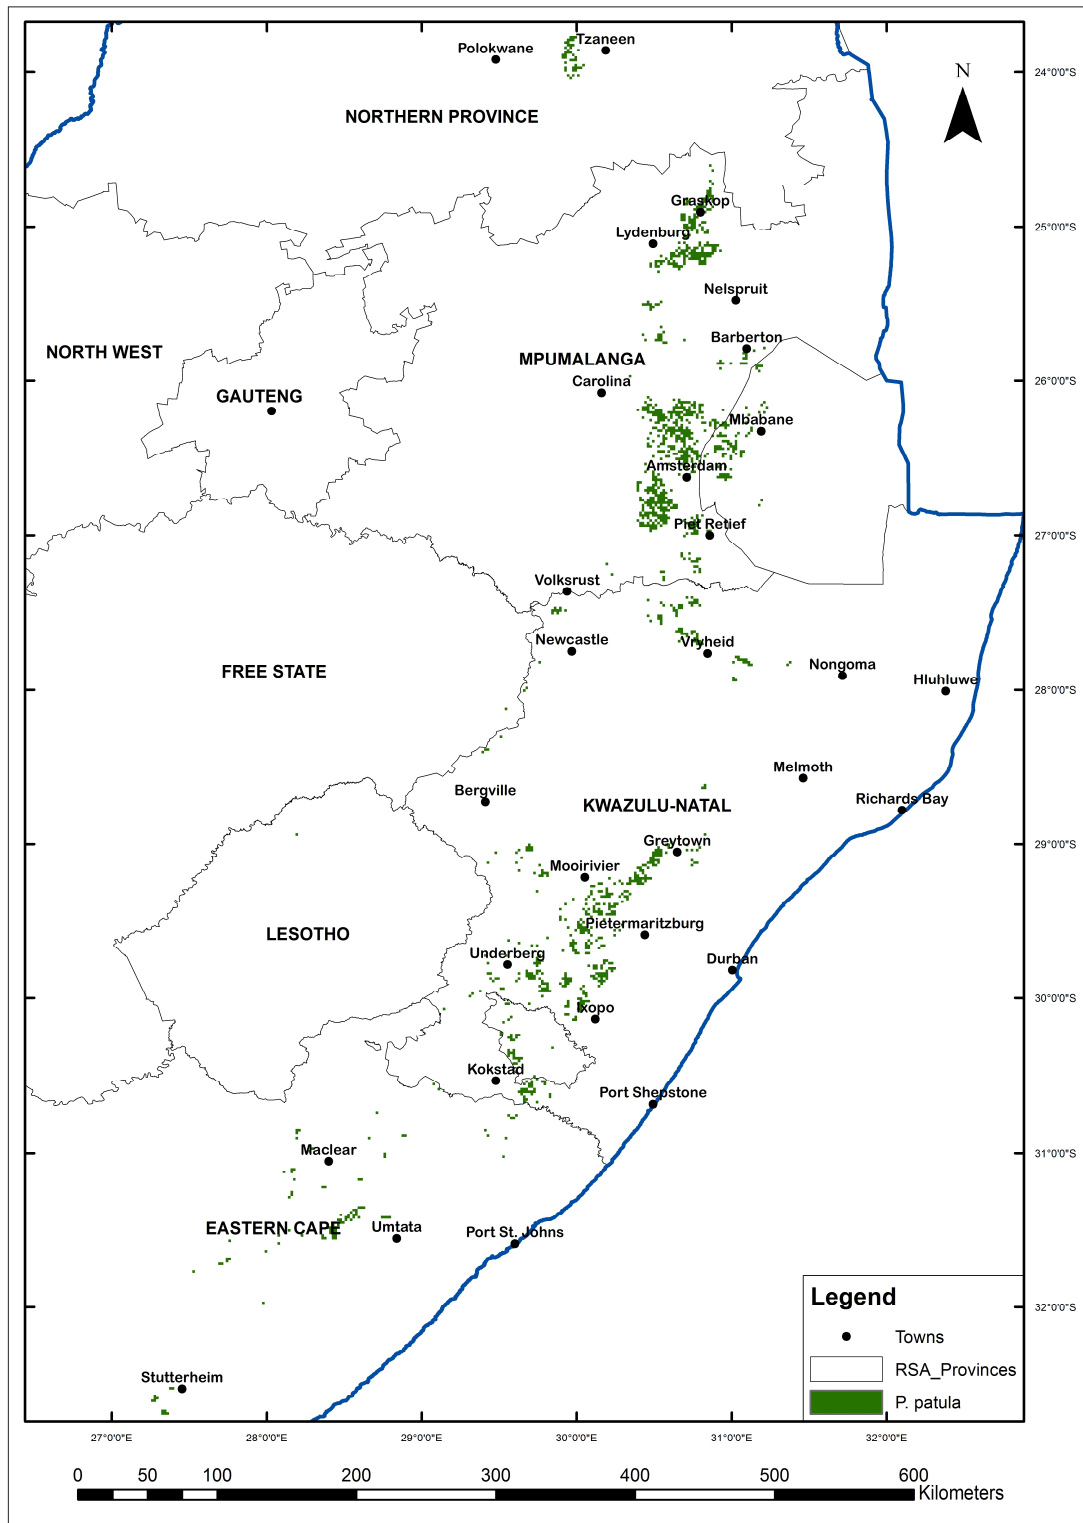 Tzaneen
Polokwane
N
24°0'0"S
NORTHERN PROVINCE
Graskop
Lydenburg
25°0'0"S
Nelspruit
Barberton
NORTH WEST
MPUMALANGA
Carolina
26°0'0"S
GAUTENG
Mbabane
Amsterdam
Piet Retief
27°0'0"S
Volksrust
Newcastle
Vryheid
Nongoma
FREE STATE
Hluhluwe
28°0'0"S
Melmoth
Bergville
Richards Bay
KWAZULU-NATAL
Greytown
29°0'0"S
Mooirivier
Pietermaritzburg
LESOTHO
Underberg
Durban
30°0'0"S
Ixopo
Kokstad
Port Shepstone
Maclear
31°0'0"S
EASTERN CAPE
Umtata
Port St. Johns
Legend
32°0'0"S
Towns
RSA_Provinces
Stutterheim
P. patula
27°0'0"E 28°0'0"E 29°0'0"E 30°0'0"E 31°0'0"E 32°0'0"E
0 50 100 200 300 400 500 600
Kilometers